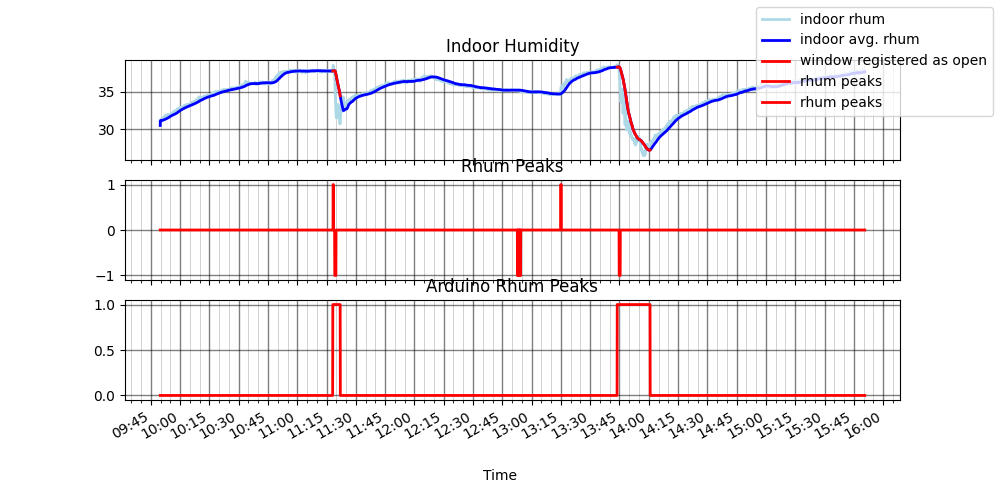 indoor rhum
indoor avg. rhum
window registered as open
rhum peaks
rhum peaks
Indoor Humidity
35
30
Rhum Peaks
1
0
−1
Arduino Rhum Peaks
1.0
0.5
0.0
09:45 10:00 10:15 10:30 10:45 11:00 11:15 11:30 11:45 12:00 12:15 12:30 12:45 13:00 13:15 13:30 13:45 14:00 14:15 14:30 14:45 15:00 15:15 15:30 15:45 16:00
Time